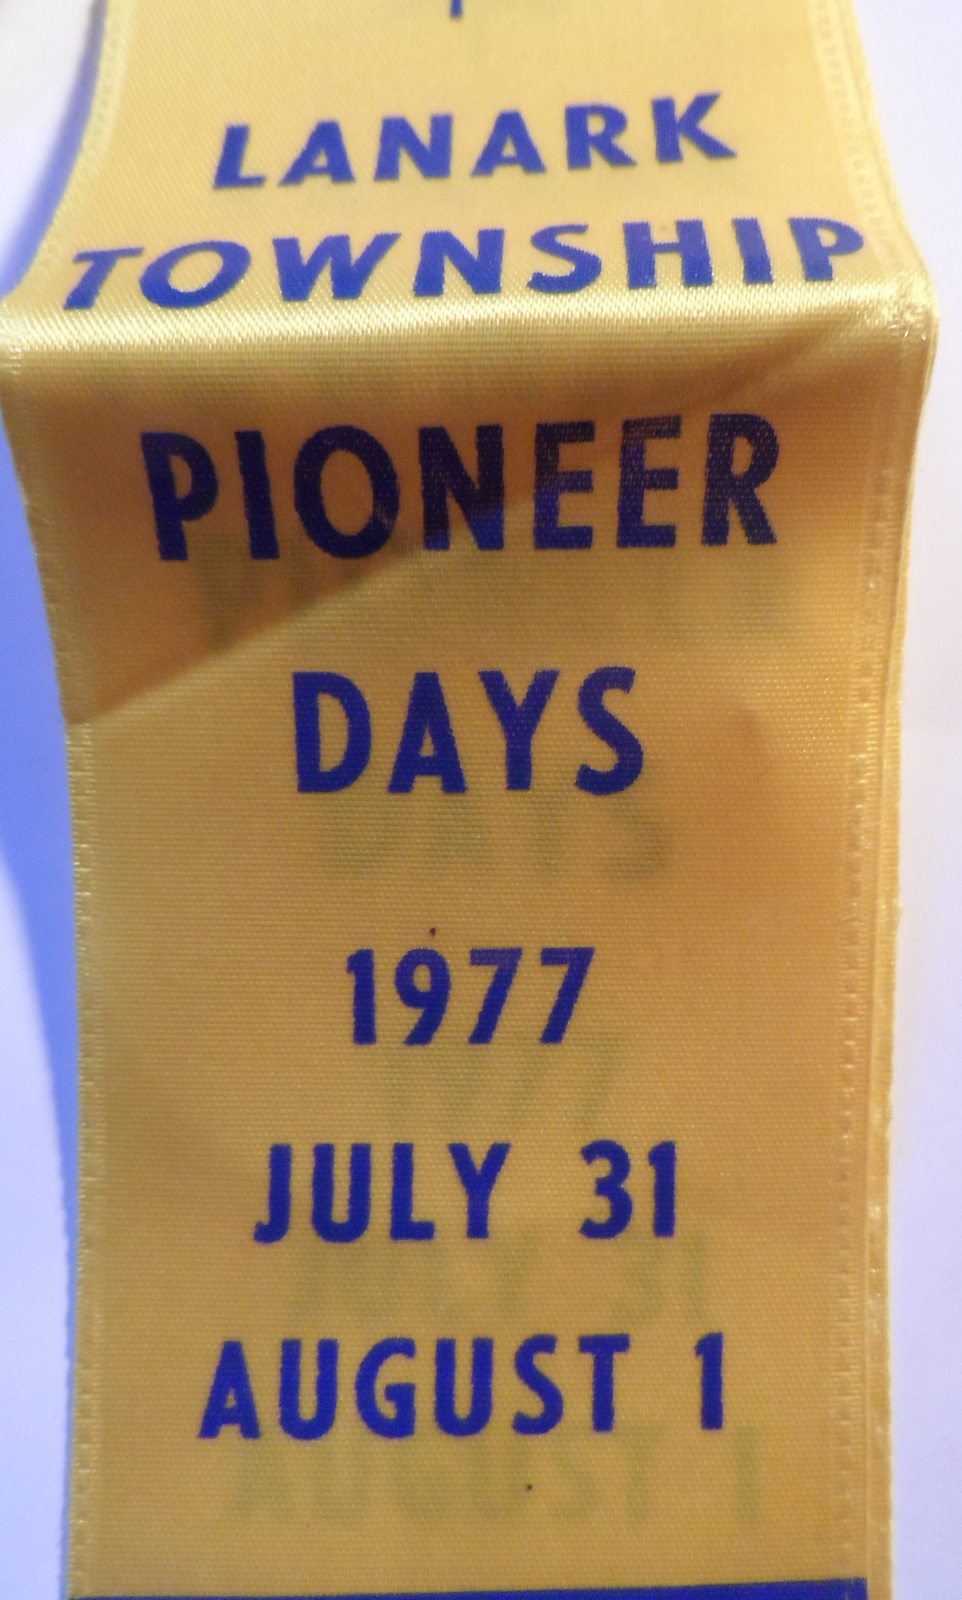 LANARK
TOWNSHIP
PIONEER
DAYS
1977
JULY 31
AUGUST 1